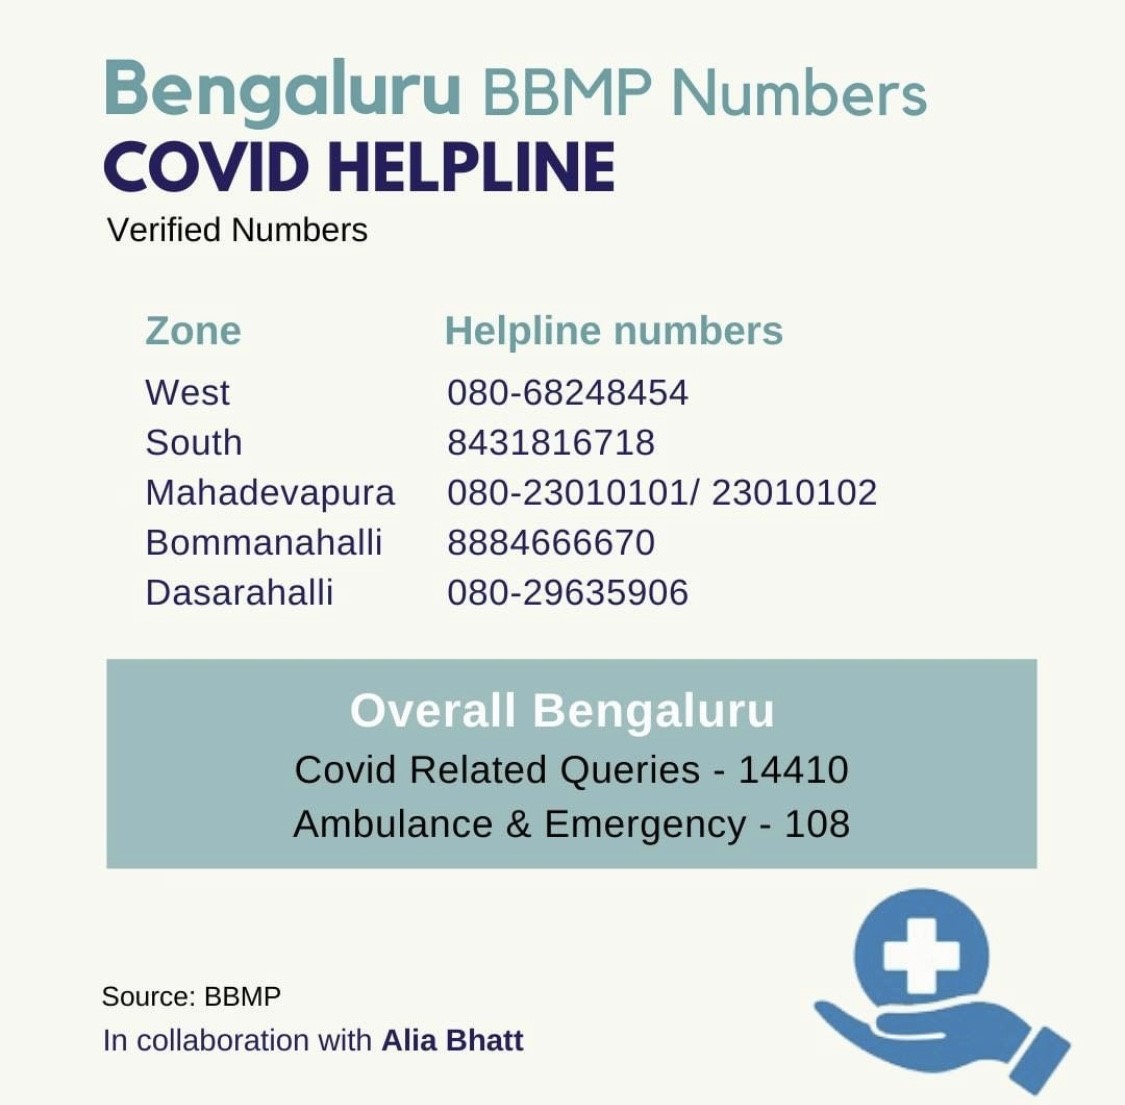 Bengaluru BBMP Numbers
COVID HELPLINE
Verified Numbers
Zone Helpline numbers
West 080-68248454
South 8431816718
Mahadevapura 080-23010101/ 23010102
Bommanahalli 8884666670
Dasarahalli 080-29635906
Overall Bengaluru
Covid Related Queries - 14410
Ambulance & Emergency - 108
Source: BBMP
In collaboration with Alia Bhatt